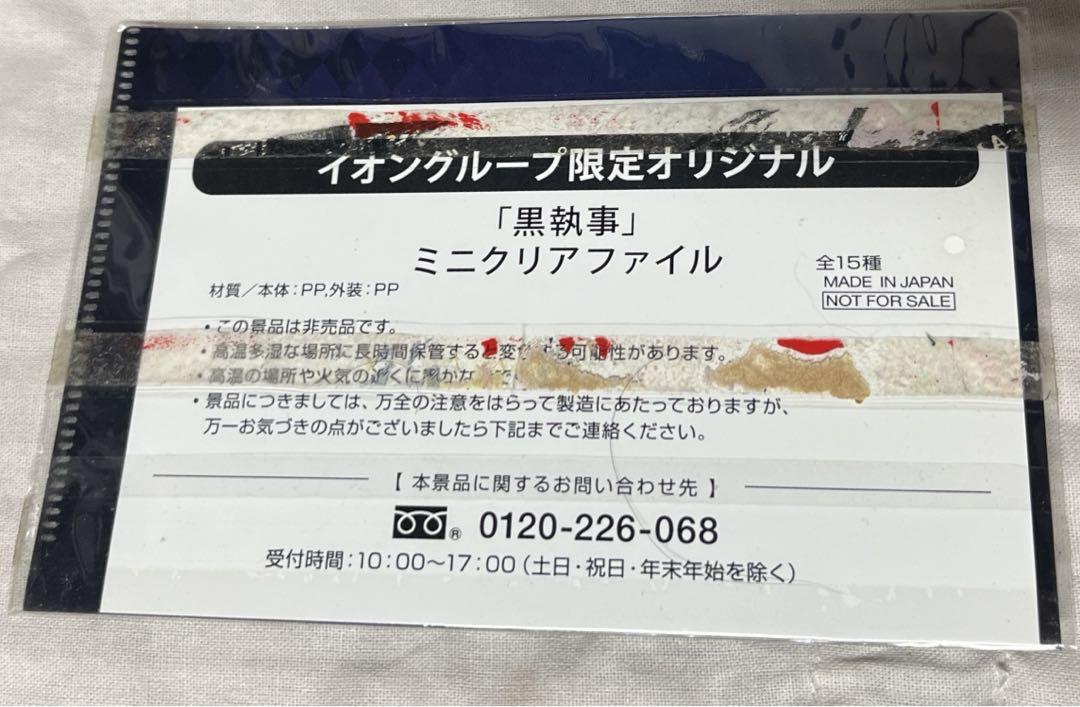 イオングループ限定オリジナル
「黒執事」
ミニクリアファイル
全15種
MADE IN JAPAN
NOT FOR SALE
材質／本体：PP,外装：PP
・この景品は非売品です。
・高温多湿な場所に長時間保管すると変する可能性があります。
・高温の場所や火気の近くに
・景品につきましては、万全の注意をはらって製造にあたっておりますが、
万一お気づきの点がございましたら下記までご連絡ください。
【 本景品に関するお問い合わせ先 】
® 0120-226-068
受付時間：10：00〜17：00（土日・祝日・年末年始を除く）